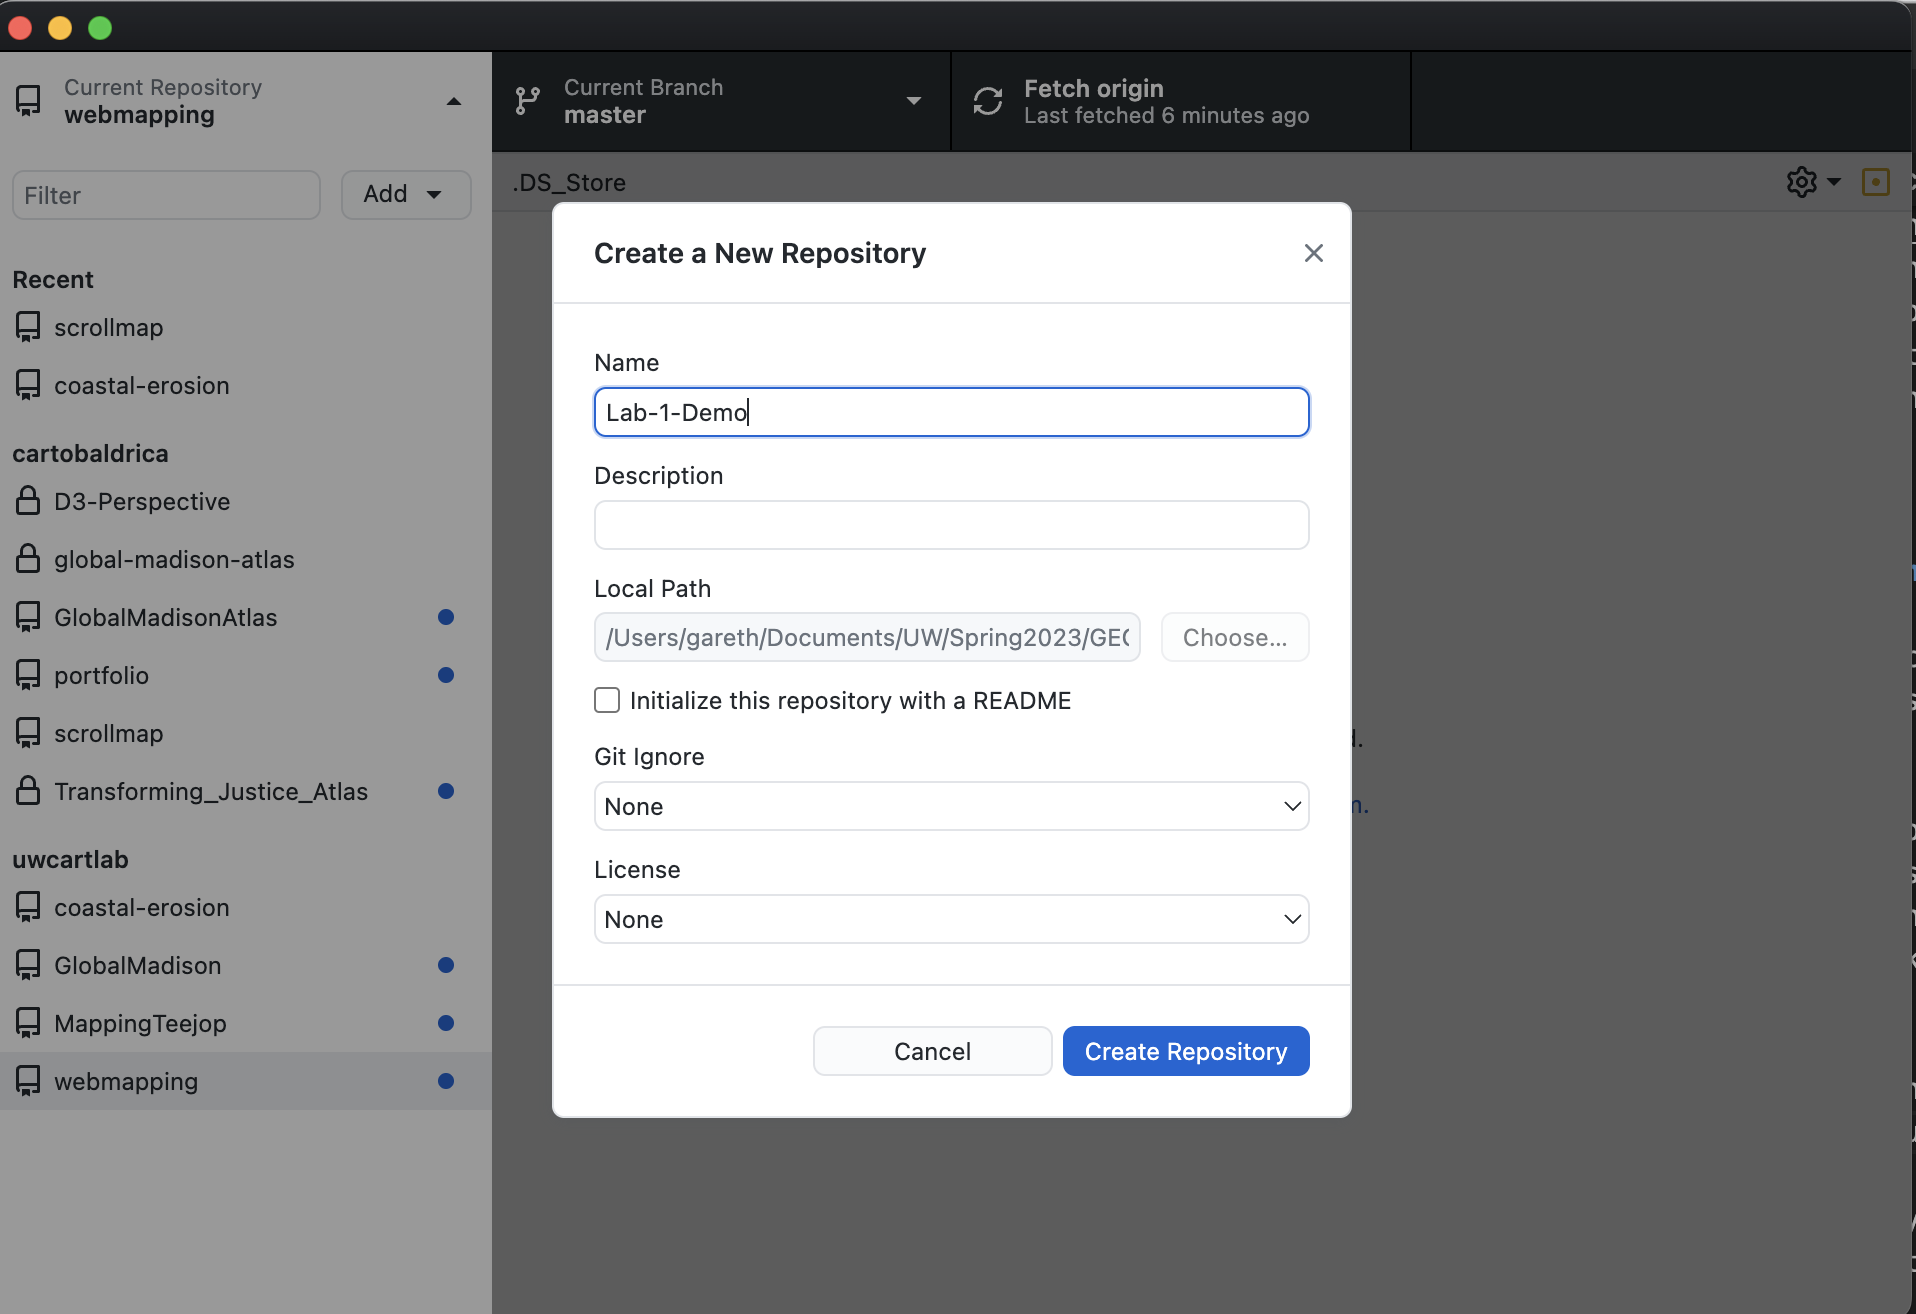 Current Repository
webmapping
Current Branch
master
Fetch origin
Last fetched 6 minutes ago
Filter
Add
.DS_Store
Recent
scrollmap
coastal-erosion
cartobaldrica
D3-Perspective
global-madison-atlas
GlobalMadisonAtlas
portfolio
scrollmap
Transforming_Justice_Atlas
uwcartlab
coastal-erosion
GlobalMadison
MappingTeejop
webmapping
Create a New Repository
Name
Lab-1-Demo
Description
Local Path
/Users/gareth/Documents/UW/Spring2023/GEO
Choose...
Initialize this repository with a README
Git Ignore
None
License
None
Cancel
Create Repository